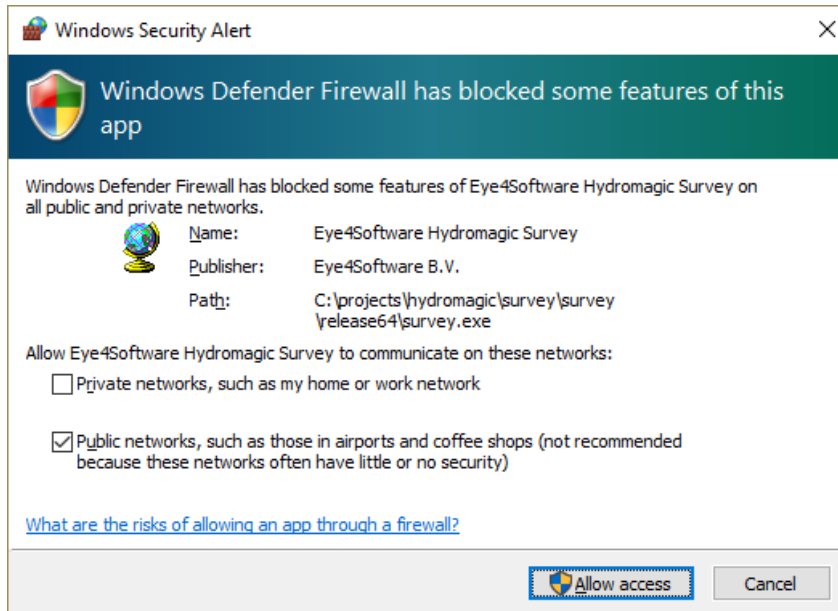 Windows Security Alert
Windows Defender Firewall has blocked some features of this
app
Windows Defender Firewall has blocked some features of Eye4Software Hydromagic Survey on
all public and private networks.
Name: Eye4Software Hydromagic Survey
Publisher: Eye4Software B.V.
Path: C:\projects\hydromagic\survey\survey
\release64\survey.exe
Allow Eye4Software Hydromagic Survey to communicate on these networks:
Private networks, such as my home or work network
Public networks, such as those in airports and coffee shops (not recommended
because these networks often have little or no security)
What are the risks of allowing an app through a firewall?
Allow access Cancel